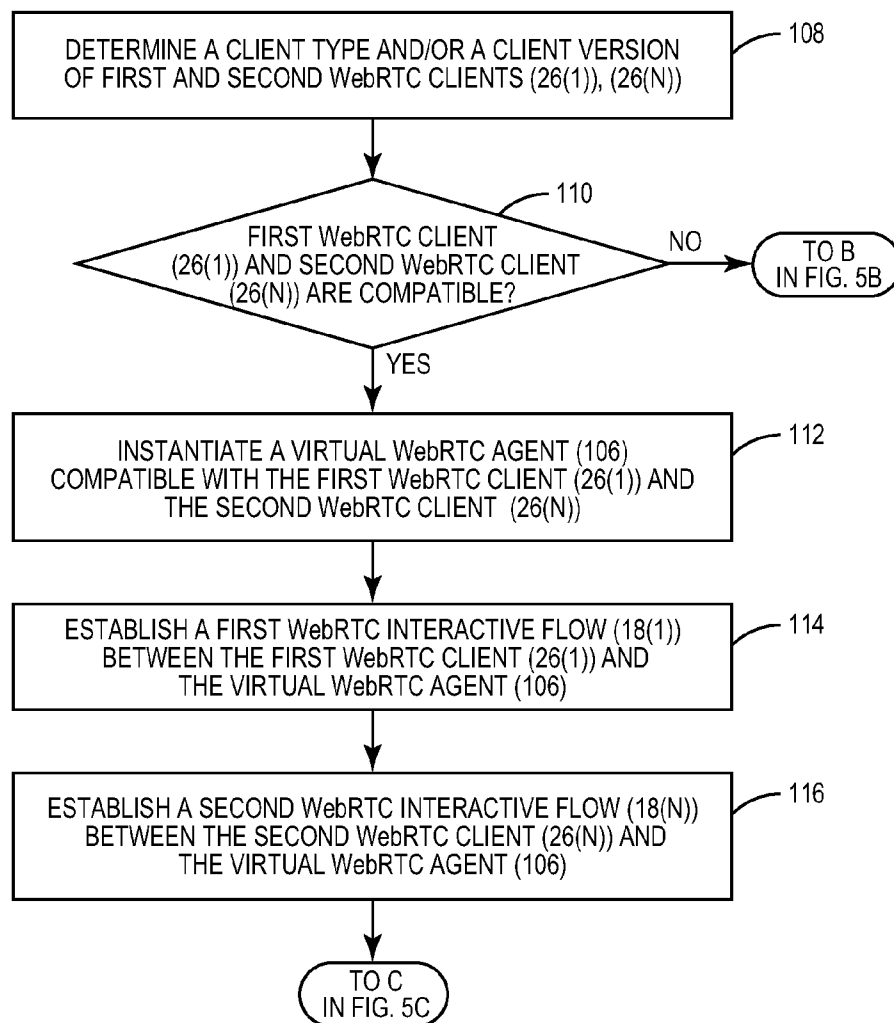 DETERMINE A CLIENT TYPE AND/OR A CLIENT VERSION
OF FIRST AND SECOND WebRTC CLIENTS (26(1)), (26(N))
108
110
FIRST WebRTC CLIENT
(26(1)) AND SECOND WebRTC CLIENT
(26(N)) ARE COMPATIBLE?
NO
TO B
IN FIG. 5B
YES
INSTANTIATE A VIRTUAL WebRTC AGENT (106)
COMPATIBLE WITH THE FIRST WebRTC CLIENT (26(1)) AND
THE SECOND WebRTC CLIENT (26(N))
112
ESTABLISH A FIRST WebRTC INTERACTIVE FLOW (18(1))
BETWEEN THE FIRST WebRTC CLIENT (26(1)) AND
THE VIRTUAL WebRTC AGENT (106)
114
ESTABLISH A SECOND WebRTC INTERACTIVE FLOW (18(N))
BETWEEN THE SECOND WebRTC CLIENT (26(N)) AND
THE VIRTUAL WebRTC AGENT (106)
116
TO C
IN FIG. 5C